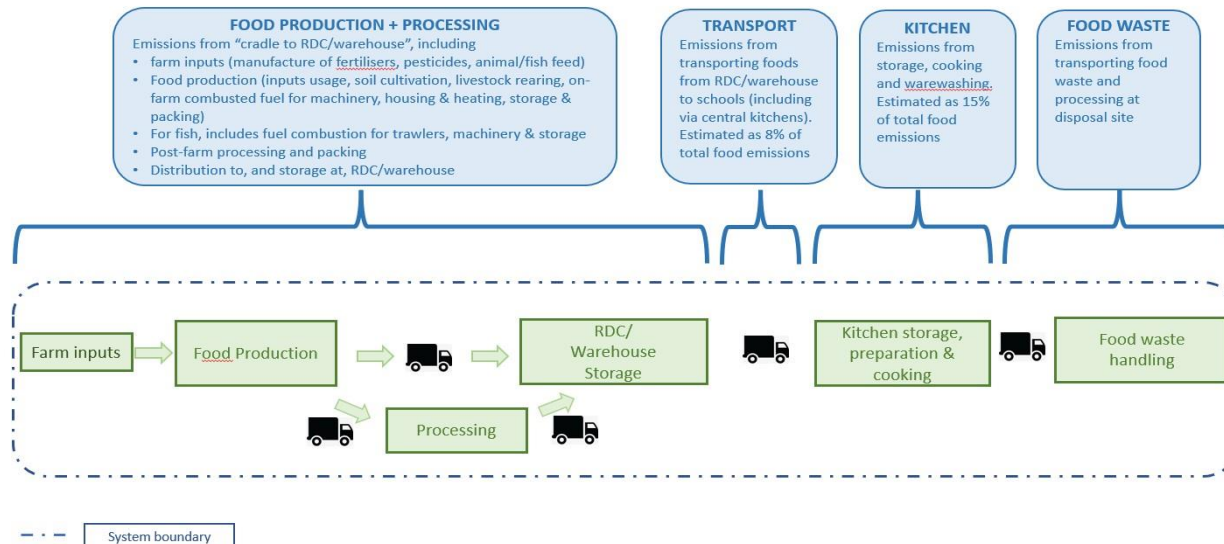 FOOD PRODUCTION + PROCESSING
Emissions from “cradle to RDC/warehouse”, including
• farm inputs (manufacture of fertilisers, pesticides, animal/fish feed)
• Food production (inputs usage, soil cultivation, livestock rearing, on-
farm combusted fuel for machinery, housing & heating, storage &
packing)
• For fish, includes fuel combustion for trawlers, machinery & storage
• Post-farm processing and packing
• Distribution to, and storage at, RDC/warehouse
TRANSPORT
Emissions from
transporting foods
from RDC/warehouse
to schools (including
via central kitchens).
Estimated as 8% of
total food emissions
KITCHEN
Emissions from
storage, cooking
and warewashing.
Estimated as 15%
of total food
emissions
FOOD WASTE
Emissions from
transporting food
waste and
processing at
disposal site
Farm inputs
Food Production
RDC/
Warehouse
Storage
Kitchen storage,
preparation &
cooking
Food waste
handling
Processing
System boundary